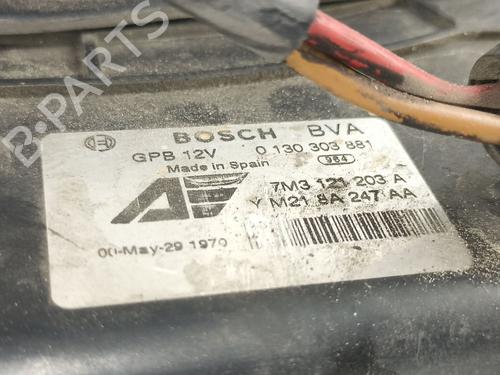 B-PARTS
BOSCH BVA
GPB 12V 0 130 303 881
Made in Spain 964
7M3 121 203 A
YM21 8A 247 AA
00-May-29 1970